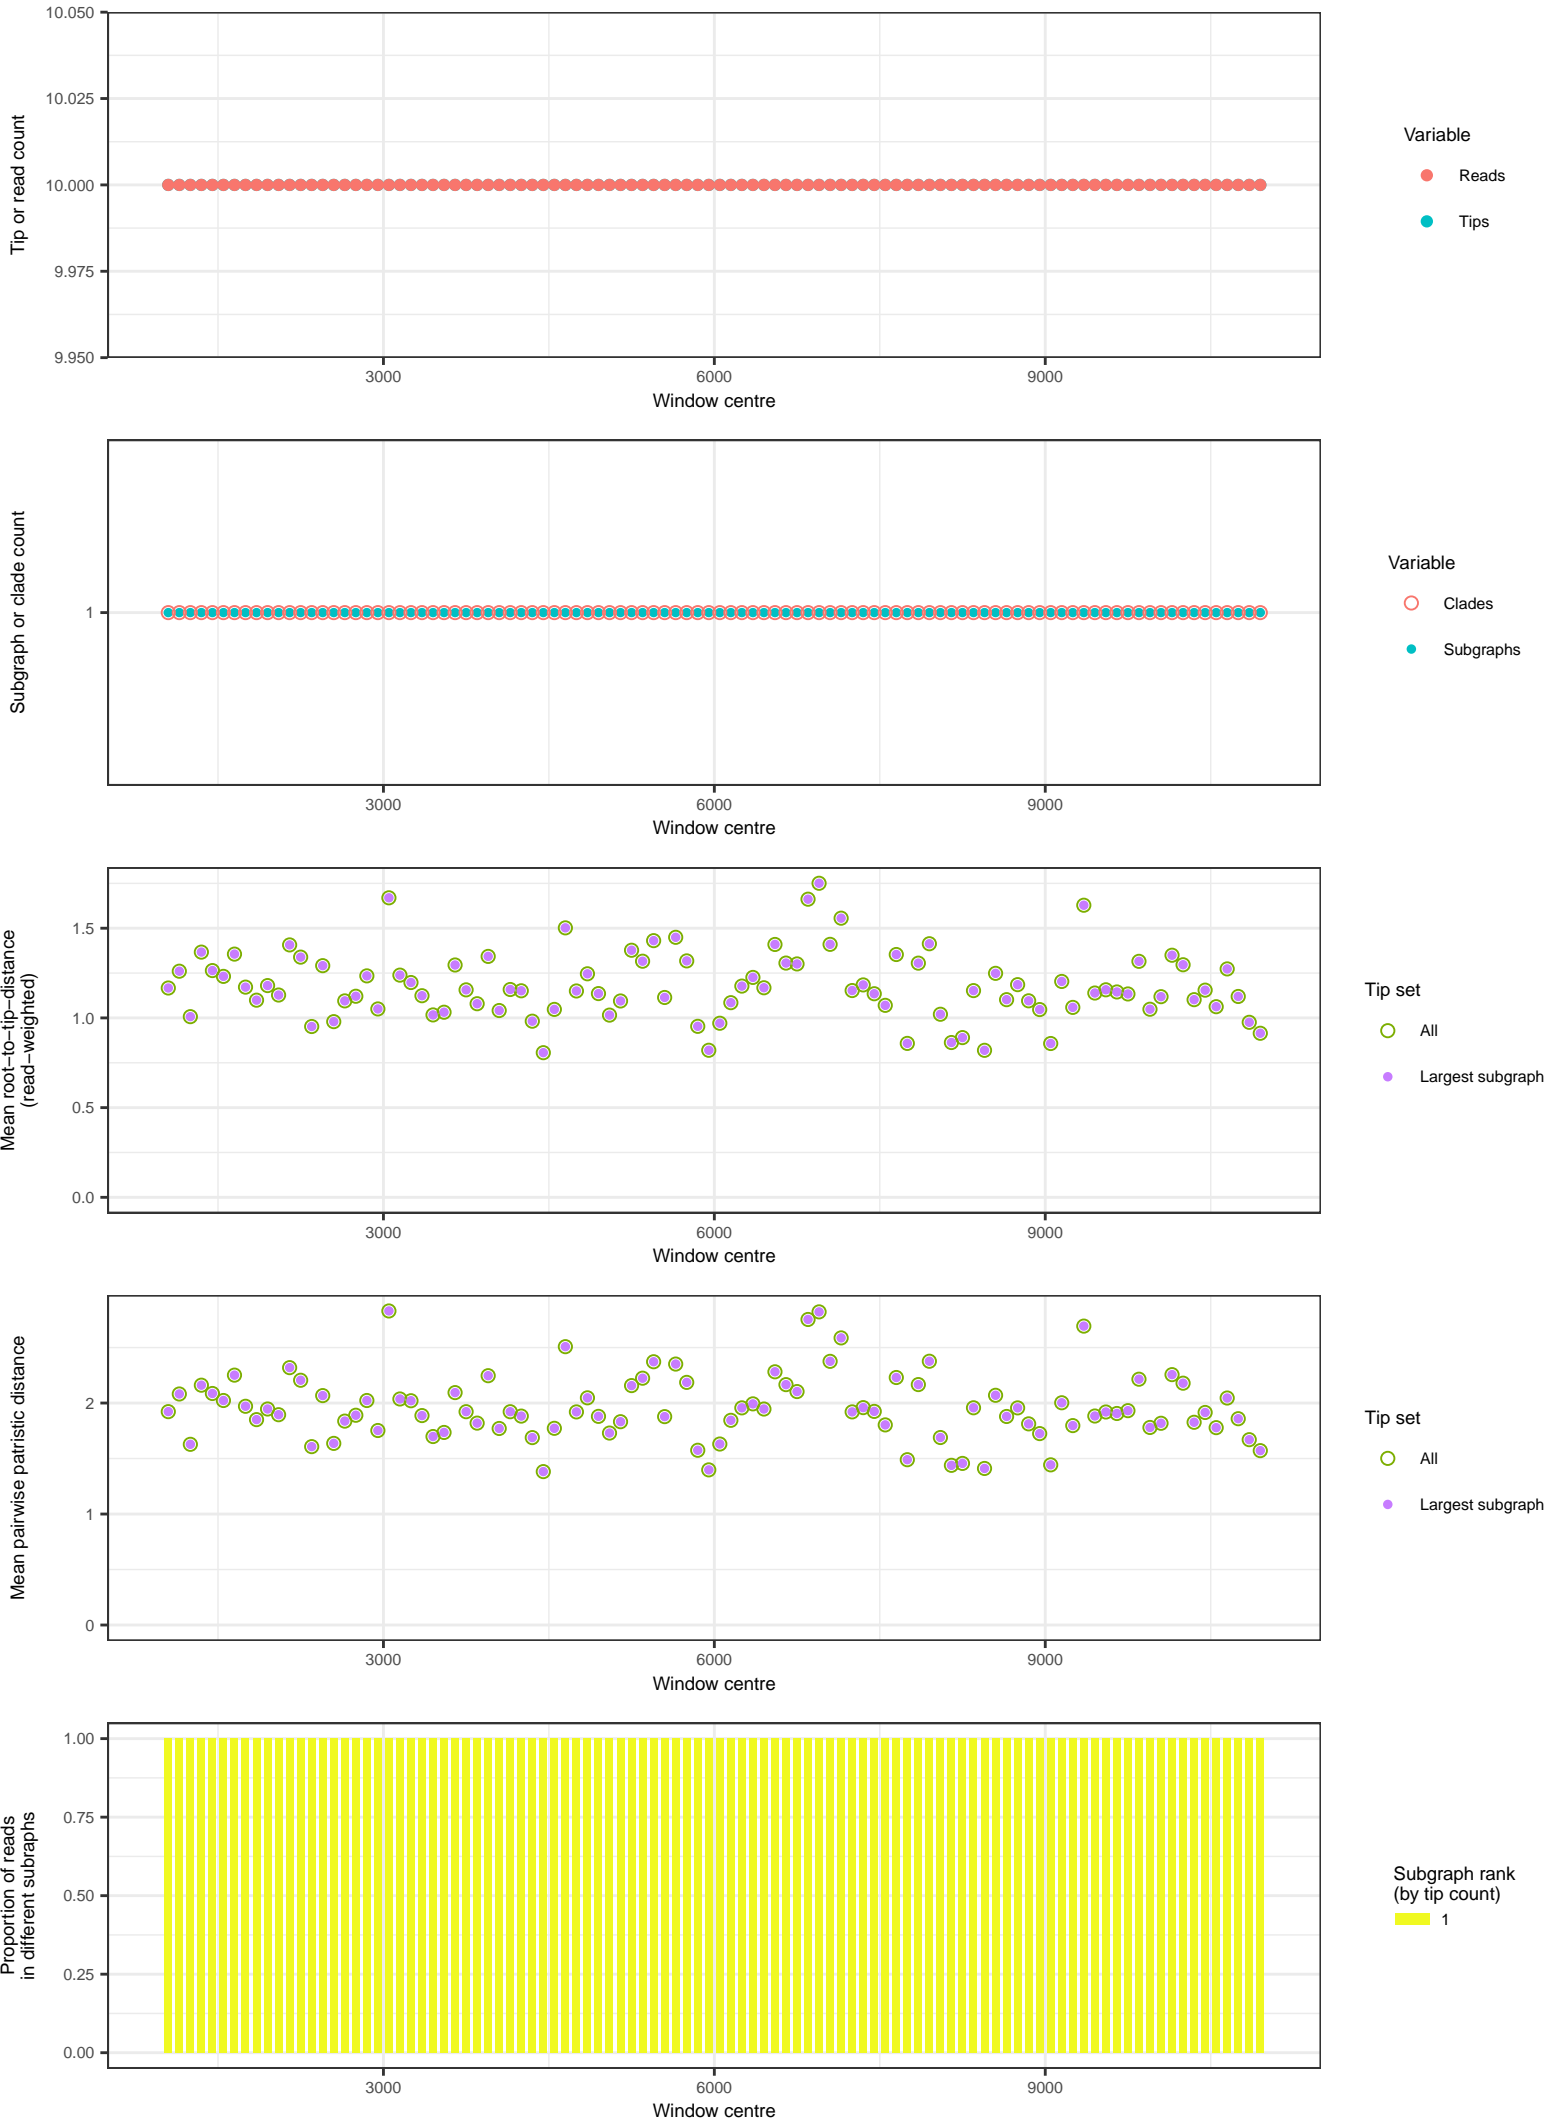 10.050
10.025
10.000
9.975
9.950
Tip or read count
3000 6000 9000
Window centre
Variable
Reads
Tips
Subgraph or clade count
1
3000 6000 9000
Window centre
Variable
Clades
Subgraphs
Mean root−to−tip−distance
(read−weighted)
1.5
1.0
0.5
0.0
3000 6000 9000
Window centre
Tip set
All
Largest subgraph
Mean pairwise patristic distance
2
1
0
3000 6000 9000
Window centre
Tip set
All
Largest subgraph
Proportion of reads
in different subraphs
1.00
0.75
0.50
0.25
0.00
3000 6000 9000
Window centre
Subgraph rank
(by tip count)
1